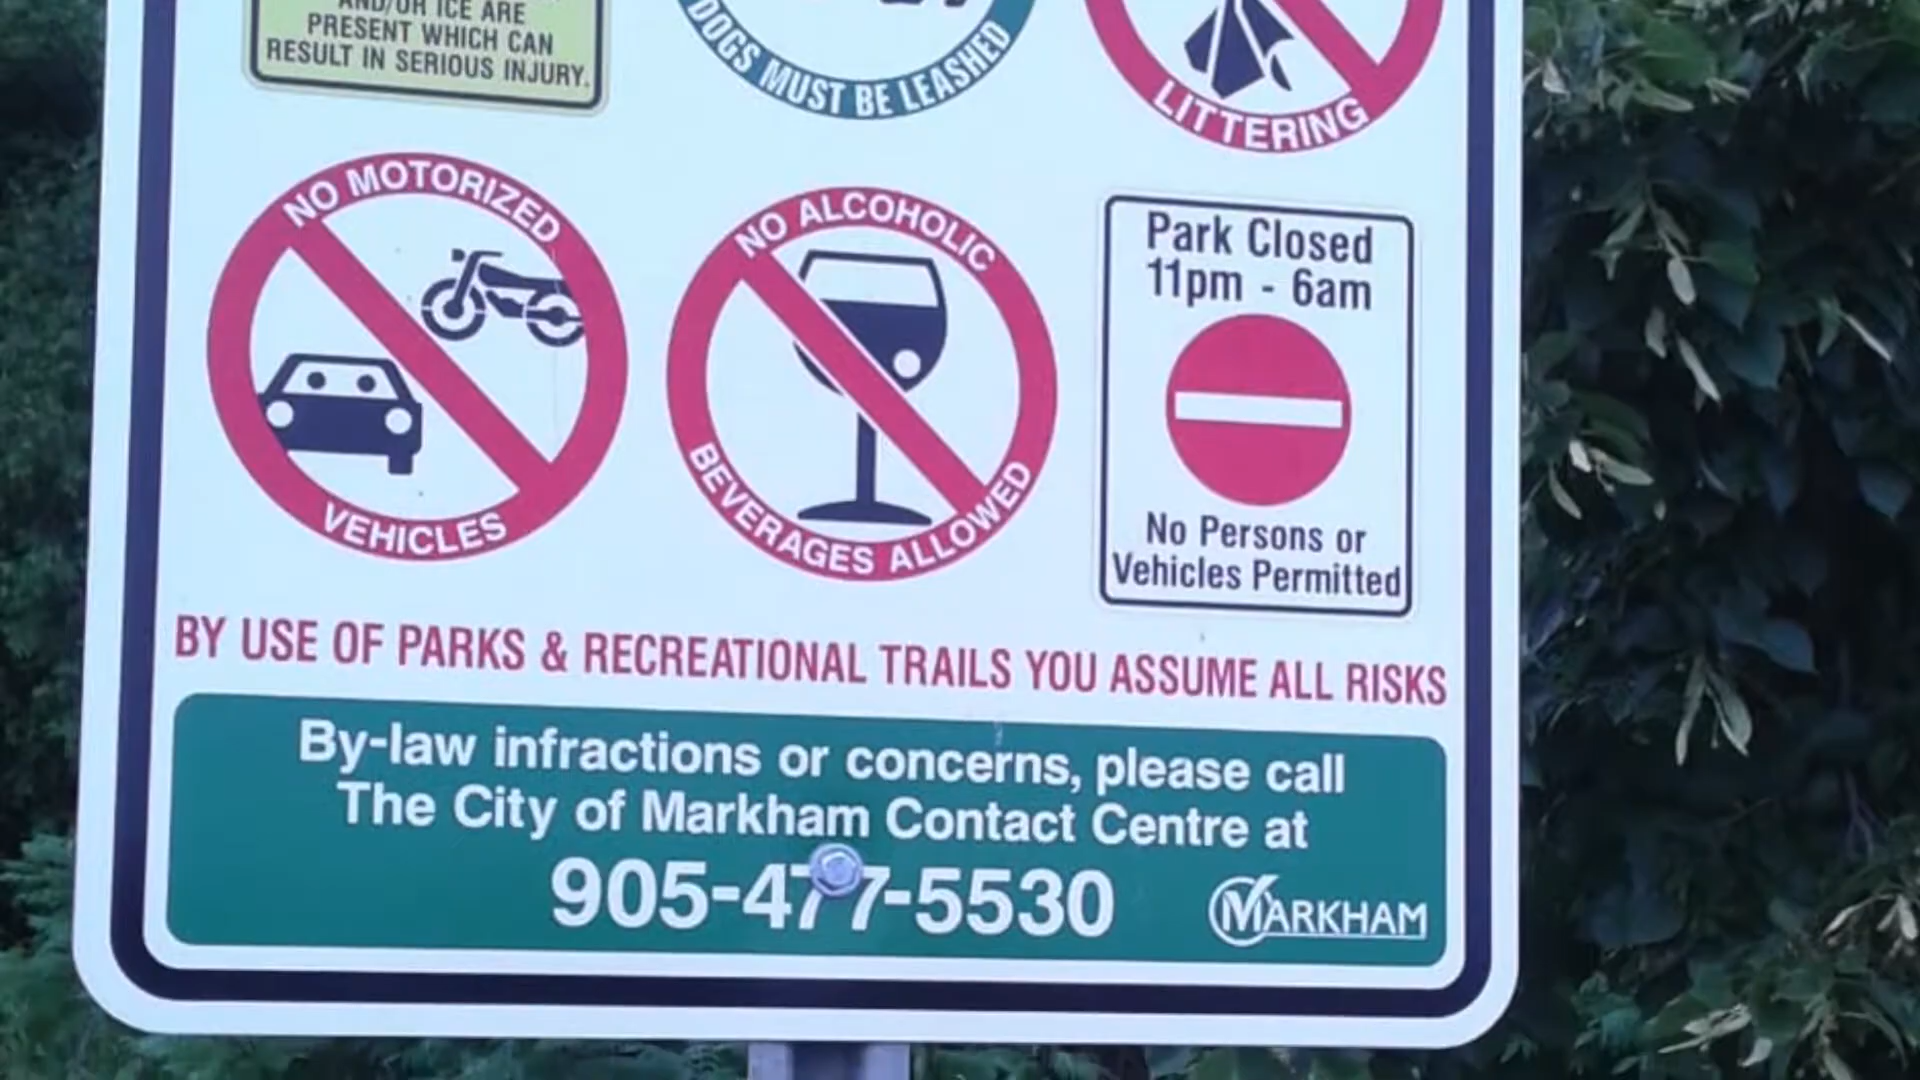 AND/OR ICE ARE
PRESENT WHICH CAN
RESULT IN SERIOUS INJURY.
DOGS MUST BE LEASHED
LITTERING
NO MOTORIZED
VEHICLES
NO ALCOHOLIC
BEVERAGES ALLOWED
Park Closed
11pm - 6am
No Persons or
Vehicles Permitted
BY USE OF PARKS & RECREATIONAL TRAILS YOU ASSUME ALL RISKS
By-law infractions or concerns, please call
The City of Markham Contact Centre at
905-477-5530
MARKHAM